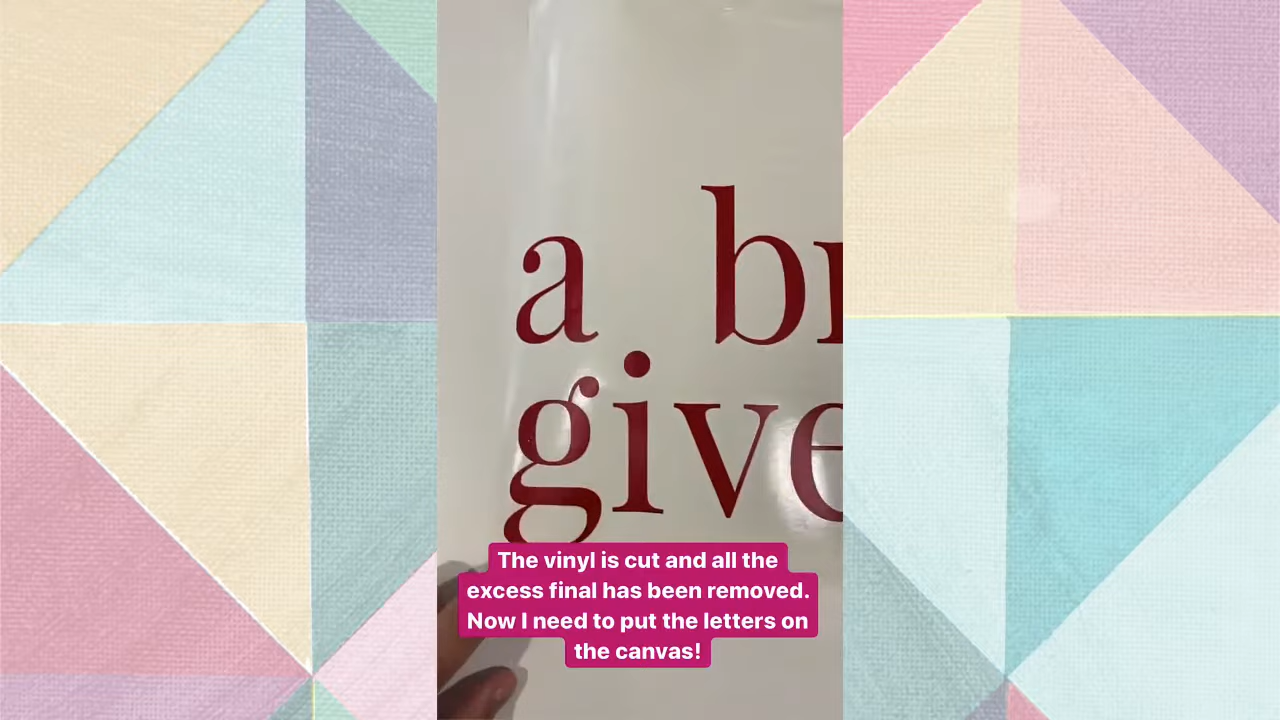 a b
give
The vinyl is cut and all the
excess final has been removed.
Now I need to put the letters on
the canvas!